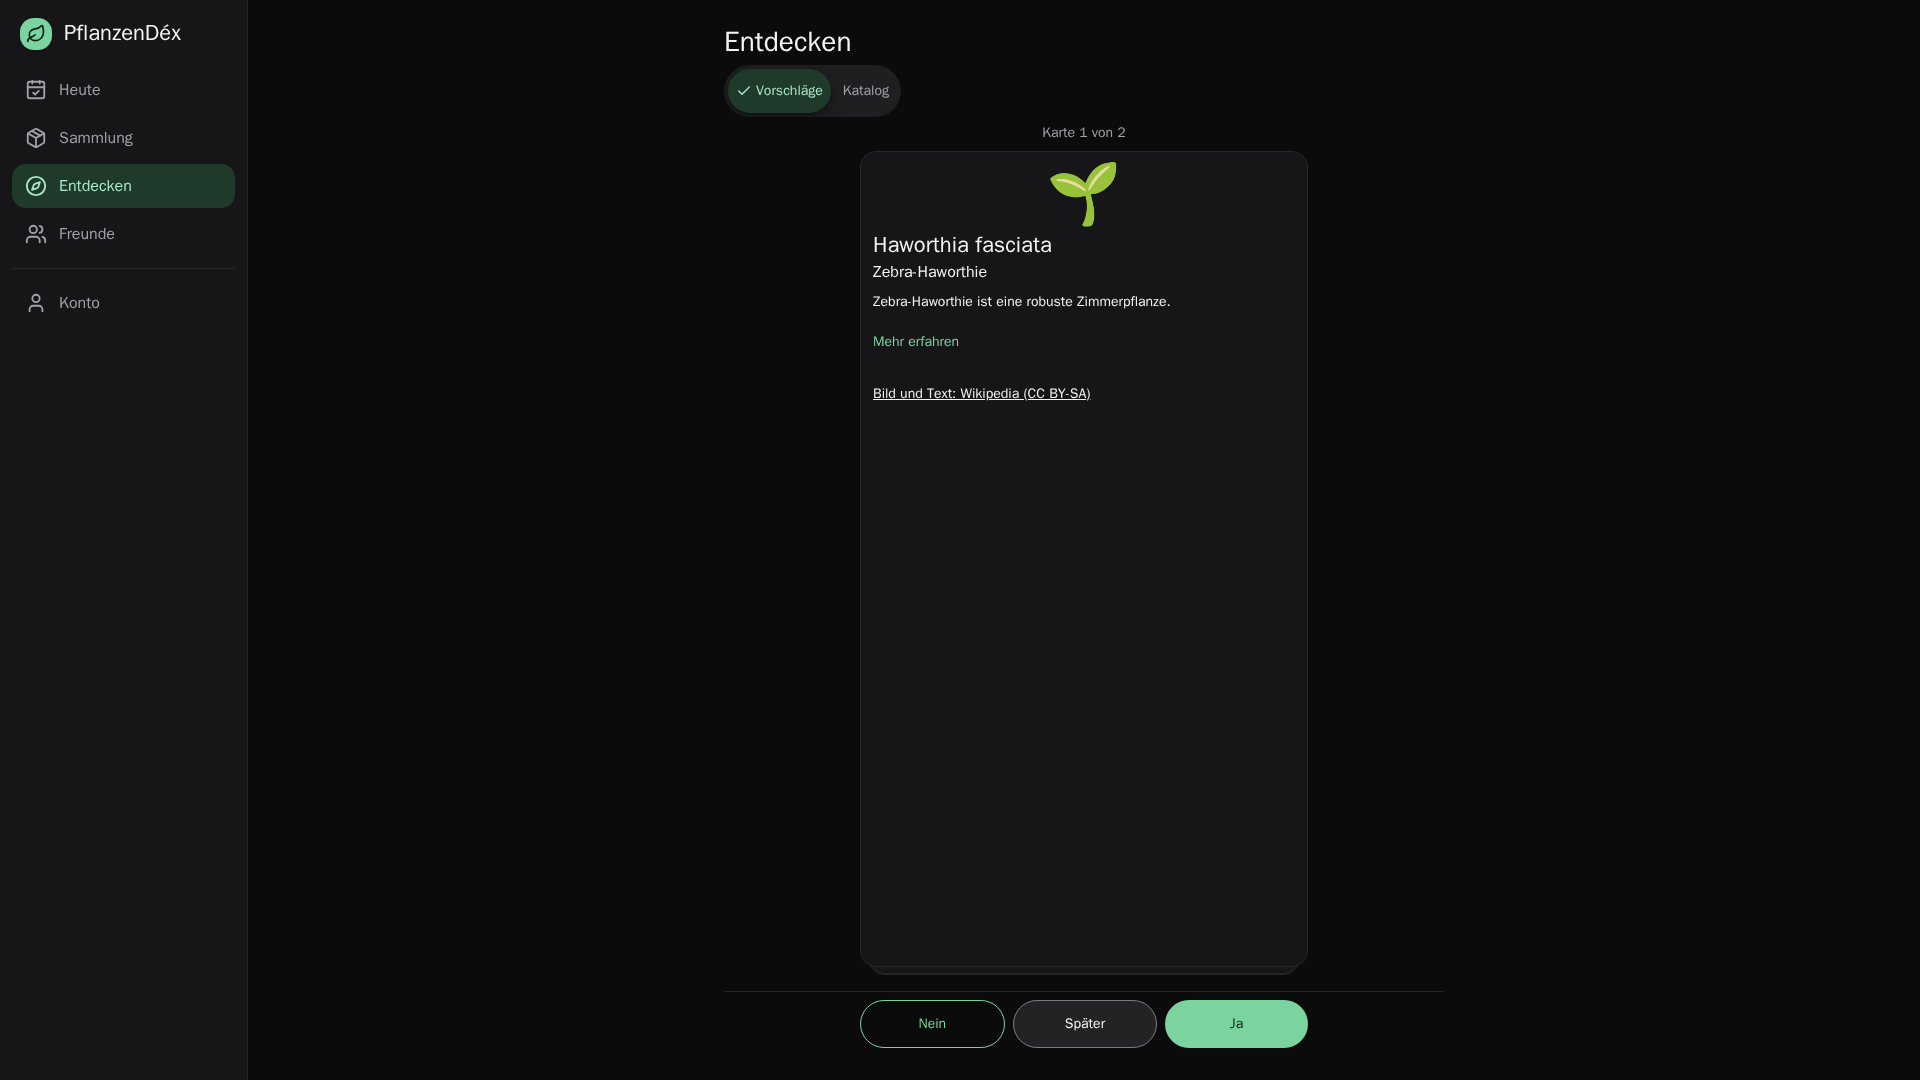 PflanzenDéx
Heute
Sammlung
Entdecken
Freunde
Konto
Entdecken
Vorschläge
Katalog
Karte 1 von 2
Haworthia fasciata
Zebra-Haworthie
Zebra-Haworthie ist eine robuste Zimmerpflanze.
Mehr erfahren
Bild und Text: Wikipedia (CC BY-SA)
Nein
Später
Ja